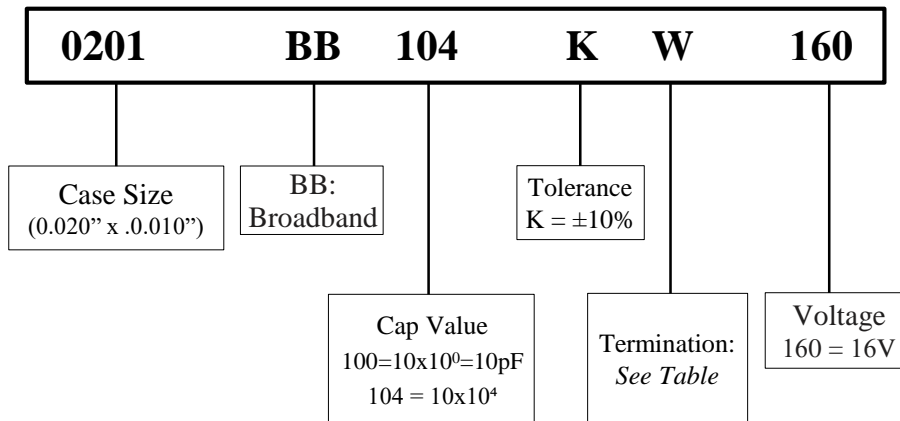 0201 BB 104 K W 160
Case Size
(0.020” x .0.010”)
BB:
Broadband
Tolerance
K = ±10%
Cap Value
100=10x10⁰=10pF
104 = 10x10⁴
Termination:
See Table
Voltage
160 = 16V